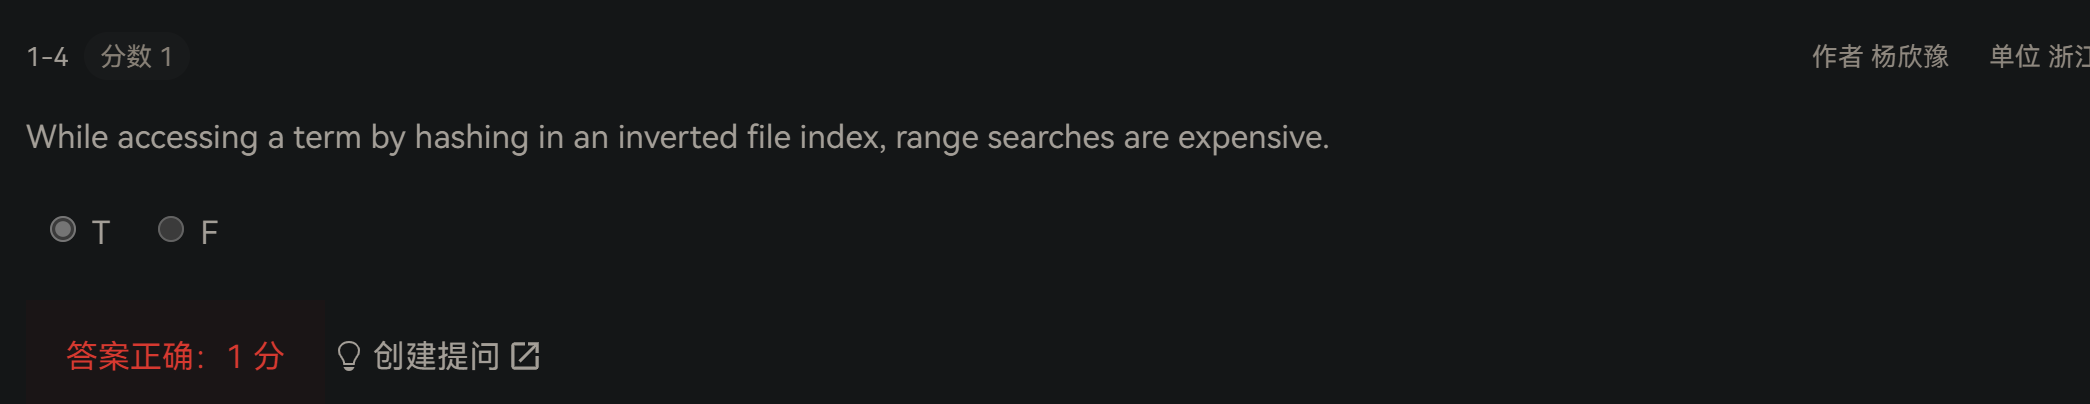 1-4 分数 1 作者 杨欣豫 单位 浙江
While accessing a term by hashing in an inverted file index, range searches are expensive.
T F
答案正确：1 分 创建提问